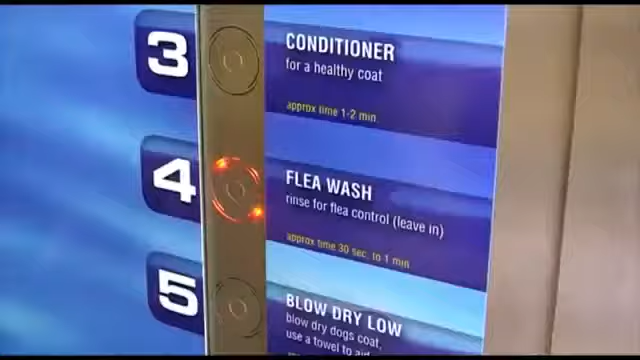 3
CONDITIONER
for a healthy coat
approx time 1-2 min.
4
FLEA WASH
rinse for flea control (leave in)
approx time 30 sec. to 1 min
5
BLOW DRY LOW
blow dry dogs coat,
use a towel to aid